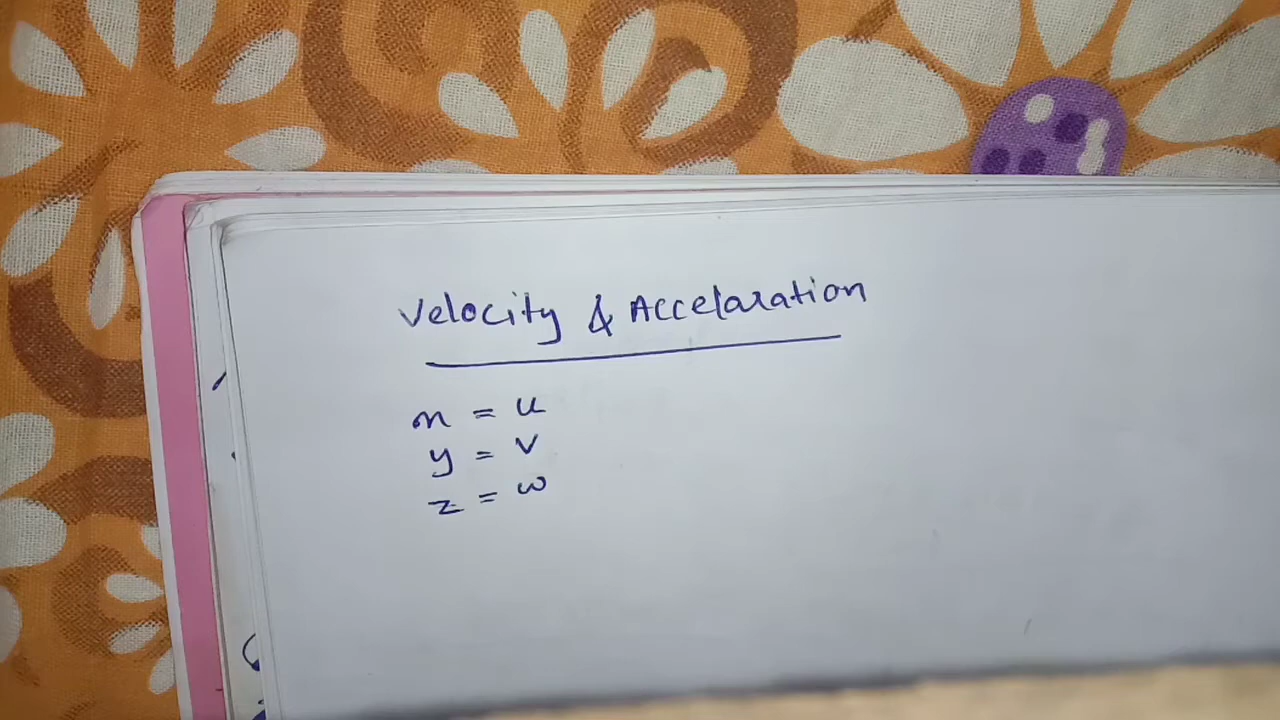 Velocity & Accelaration
x = u
y = v
z = w